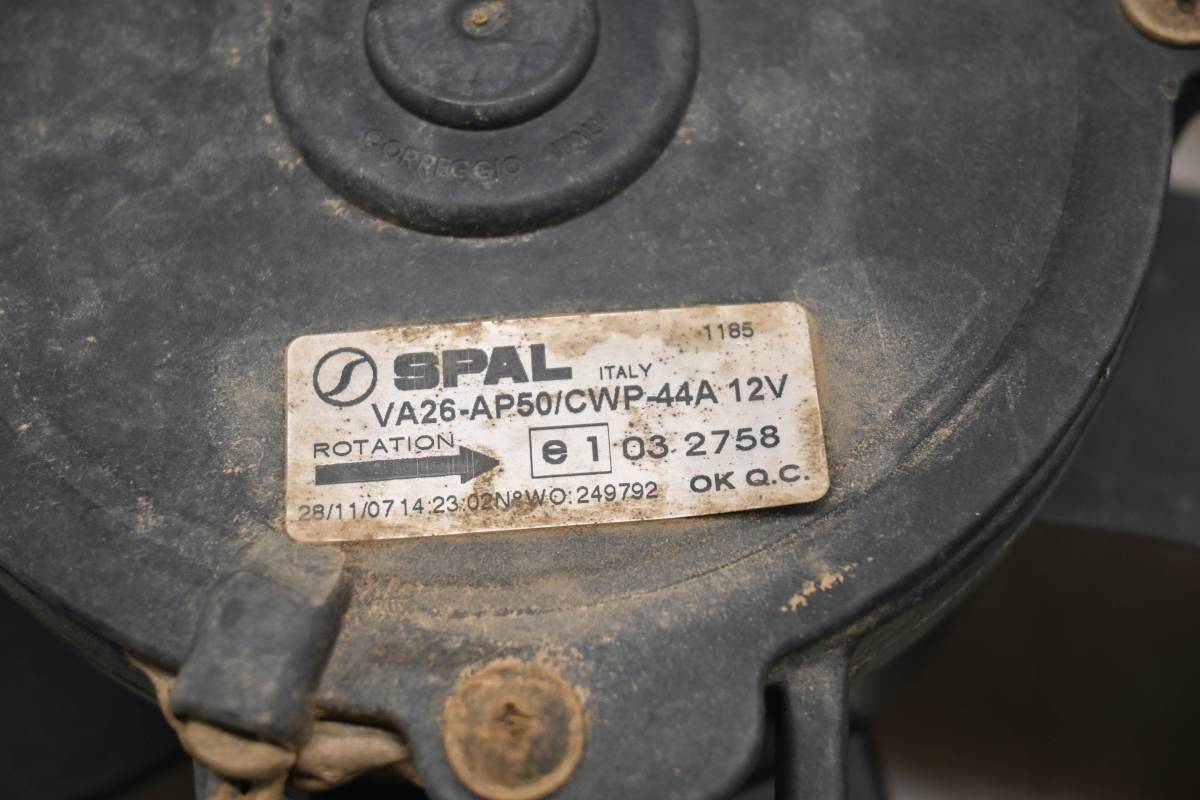 CORREGGIO ITALY
1185
SPAL ITALY
VA26-AP50/CWP-44A 12V
ROTATION
e1 03 2758
28/11/07 14:23:02 N°WO:249792 OK Q.C.